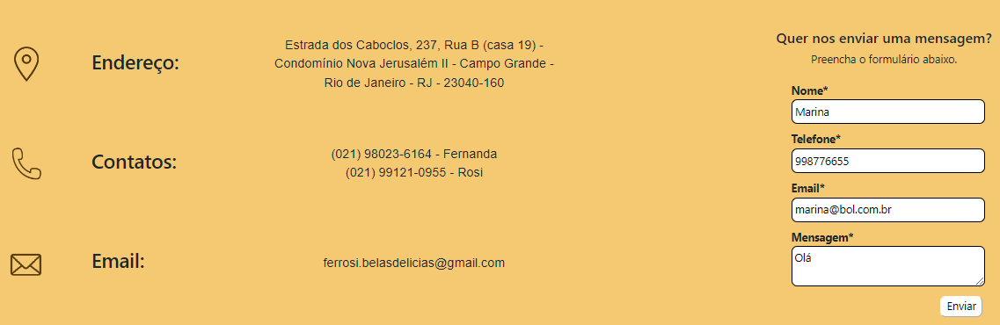 Endereço:
Estrada dos Caboclos, 237, Rua B (casa 19) -
Condomínio Nova Jerusalém II - Campo Grande -
Rio de Janeiro - RJ - 23040-160
Contatos:
(021) 98023-6164 - Fernanda
(021) 99121-0955 - Rosi
Email:
ferrosi.belasdelicias@gmail.com
Quer nos enviar uma mensagem?
Preencha o formulário abaixo.
Nome*
Marina
Telefone*
998776655
Email*
marina@bol.com.br
Mensagem*
Olá
Enviar